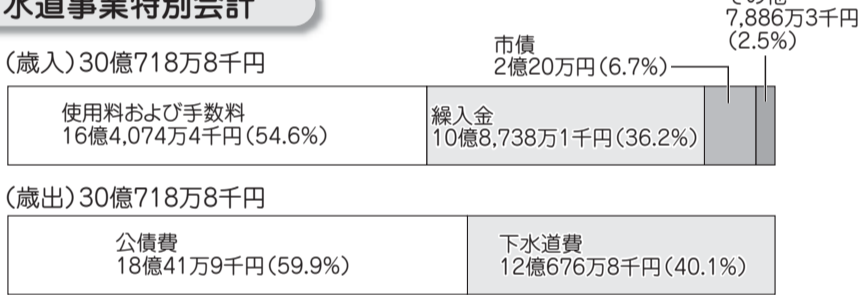 水道事業特別会計
7,886万3千円
(2.5%)
市債
2億20万円(6.7%)
(歳入)30億718万8千円
使用料および手数料
16億4,074万4千円(54.6%)
繰入金
10億8,738万1千円(36.2%)
(歳出)30億718万8千円
公債費
18億41万9千円(59.9%)
下水道費
12億676万8千円(40.1%)